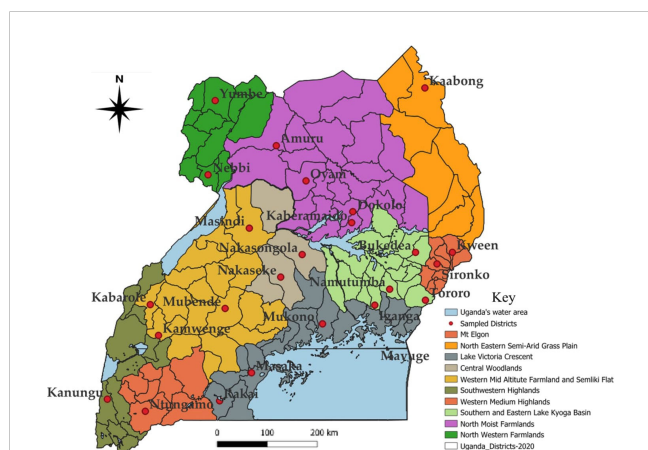 N
Kaabong
Yumbe
Amuru
Nebbi
Oyam
Dokolo
Kaberamaido
Masindi
Bukedea
Kween
Nakasongola
Sironko
Nakaseke
Namutumba
Tororo
Kabarole
Mubende
Iganga
Mukono
Kamwenge
Mayuge
Masaka
Kanungu
Rakai
Ntungamo
0 100 200 km
Key
Uganda's water area
Sampled Districts
Mt Elgon
North Eastern Semi-Arid Grass Plain
Lake Victoria Crescent
Central Woodlands
Western Mid Altitute Farmland and Semliki Flat
Southwestern Highlands
Western Medium Highlands
Southern and Eastern Lake Kyoga Basin
North Moist Farmlands
North Western Farmlands
Uganda_Districts-2020